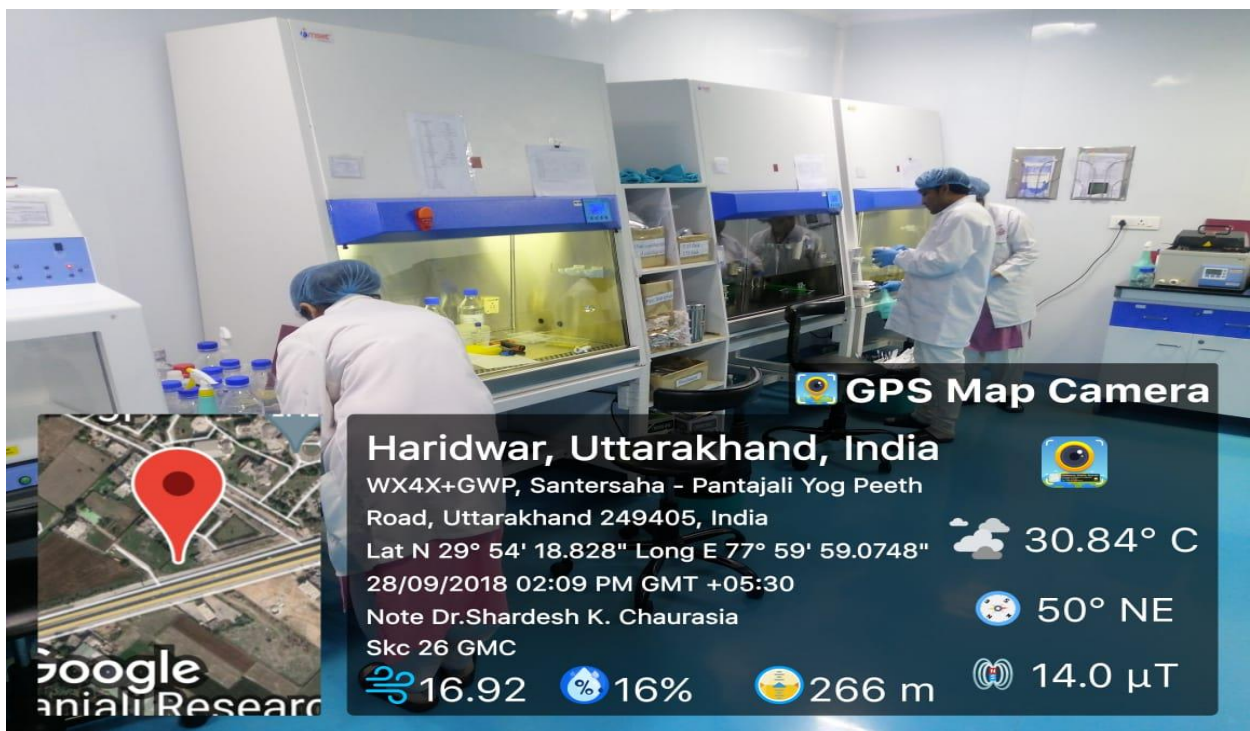 GPS Map Camera
Haridwar, Uttarakhand, India
WX4X+GWP, Santersaha - Pantajali Yog Peeth
Road, Uttarakhand 249405, India
Lat N 29° 54' 18.828" Long E 77° 59' 59.0748"
28/09/2018 02:09 PM GMT +05:30
Note Dr.Shardesh K. Chaurasia
Skc 26 GMC
16.92
16%
266 m
30.84° C
50° NE
14.0 µT
Google
anjali Researc